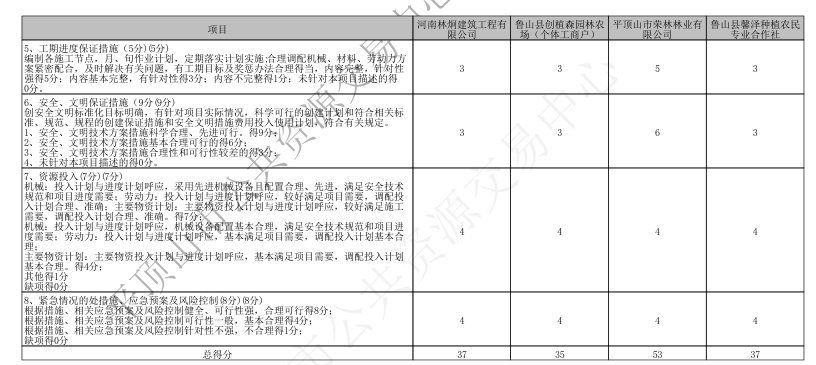 项目
河南林炯建筑工程有
限公司
鲁山县创植森园林农
场（个体工商户）
平顶山市荣林林业有
限公司
鲁山县馨泽种植农民
专业合作社
5、工期进度保证措施（5分)(5分)
编制各施工节点，月、旬作业计划，定期落实计划实施;合理调配机械、材料、劳动力方
案紧密配合，及时解决有关问题，有工期目标及奖惩办法合理得当，内容完整，针对性
强得5分；内容基本完整，有针对性得3分；内容不完整得1分；未针对本项目描述的得
0分。
3
3
5
3
6、安全、文明保证措施（9分)(9分)
创安全文明标准化目标明确，有针对项目实际情况，科学可行的创建计划和符合相关标
准、规范、规程的创建保证措施和安全文明措施费用投入使用计划，符合有关规定。
1、安全、文明技术方案措施科学合理、先进可行。得9分；
2、安全、文明技术方案措施基本合理可行的得6分；
3、安全、文明技术方案措施合理性和可行性较差的得3分；
4、未针对本项目描述的得0分。
3
3
6
3
7、资源投入(7分)(7分)
机械：投入计划与进度计划呼应，采用先进机械设备且配置合理、先进，满足安全技术
规范和项目进度需要；劳动力：投入计划与进度计划呼应，较好满足项目需要，调配投
入计划合理、准确；主要物资计划：主要物资投入计划与进度计划呼应，较好满足施工
需要，调配投入计划合理、准确。得7分；
机械：投入计划与进度计划呼应，机械设备配置基本合理，满足安全技术规范和项目进
度需要；劳动力：投入计划与进度计划呼应，基本满足项目需要，调配投入计划基本合
理；
主要物资计划：主要物资投入计划与进度计划呼应，基本满足项目需要，调配投入计划
基本合理。得4分；
其他得1分
缺项得0分
4
4
4
4
8、紧急情况的处措施、应急预案及风险控制(8分)(8分)
根据措施、相关应急预案及风险控制健全、可行性强，合理可行得8分；
根据措施、相关应急预案及风险控制可行性一般，基本合理得4分；
根据措施、相关应急预案及风险控制针对性不强，不合理得1分；
缺项得0分
4
4
4
4
总得分
37
35
53
37
平顶山市公共资源交易中心
市公共资源交易中心